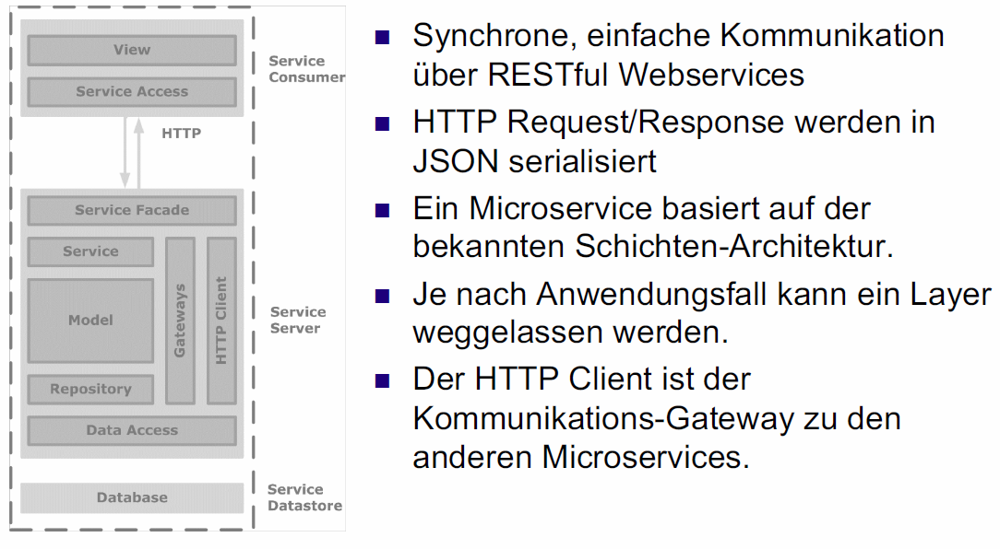 View
Service Access
Service
Consumer
HTTP
Service Facade
Service
Model
Repository
Gateways
HTTP Client
Data Access
Service
Server
Database
Service
Datastore
Synchrone, einfache Kommunikation
über RESTful Webservices
HTTP Request/Response werden in
JSON serialisiert
Ein Microservice basiert auf der
bekannten Schichten-Architektur.
Je nach Anwendungsfall kann ein Layer
weggelassen werden.
Der HTTP Client ist der
Kommunikations-Gateway zu den
anderen Microservices.